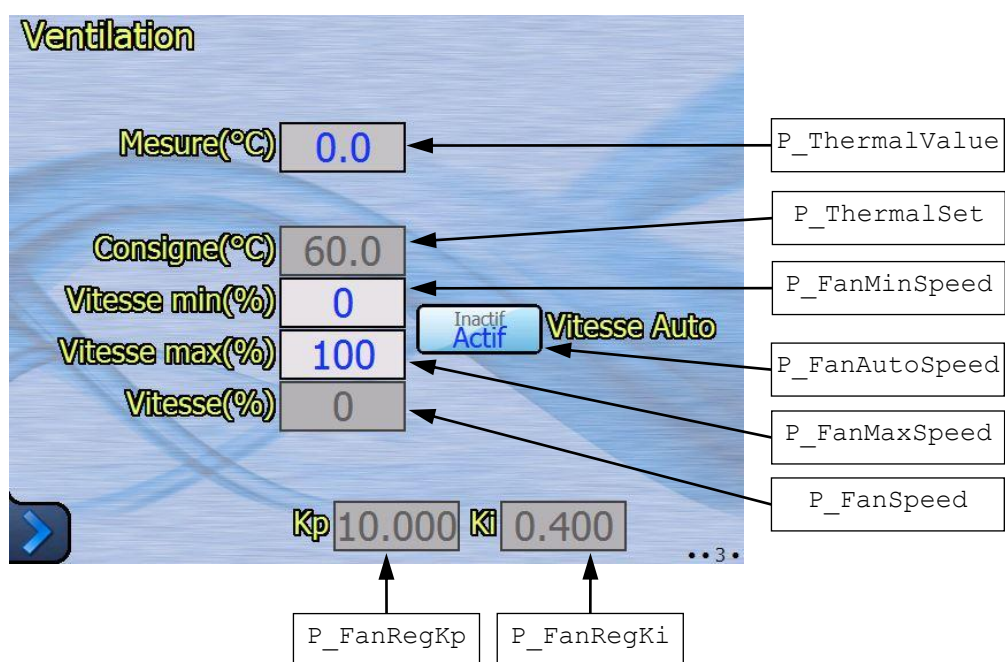 Ventilation
Mesure(°C) 0.0
P_ThermalValue
Consigne(°C) 60.0
P_ThermalSet
Vitesse min(%) 0
P_FanMinSpeed
Inactif
Actif
Vitesse Auto
Vitesse max(%) 100
P_FanAutoSpeed
Vitesse(%) 0
P_FanMaxSpeed
P_FanSpeed
Kp 10.000 Ki 0.400
••3•
P_FanRegKp
P_FanRegKi